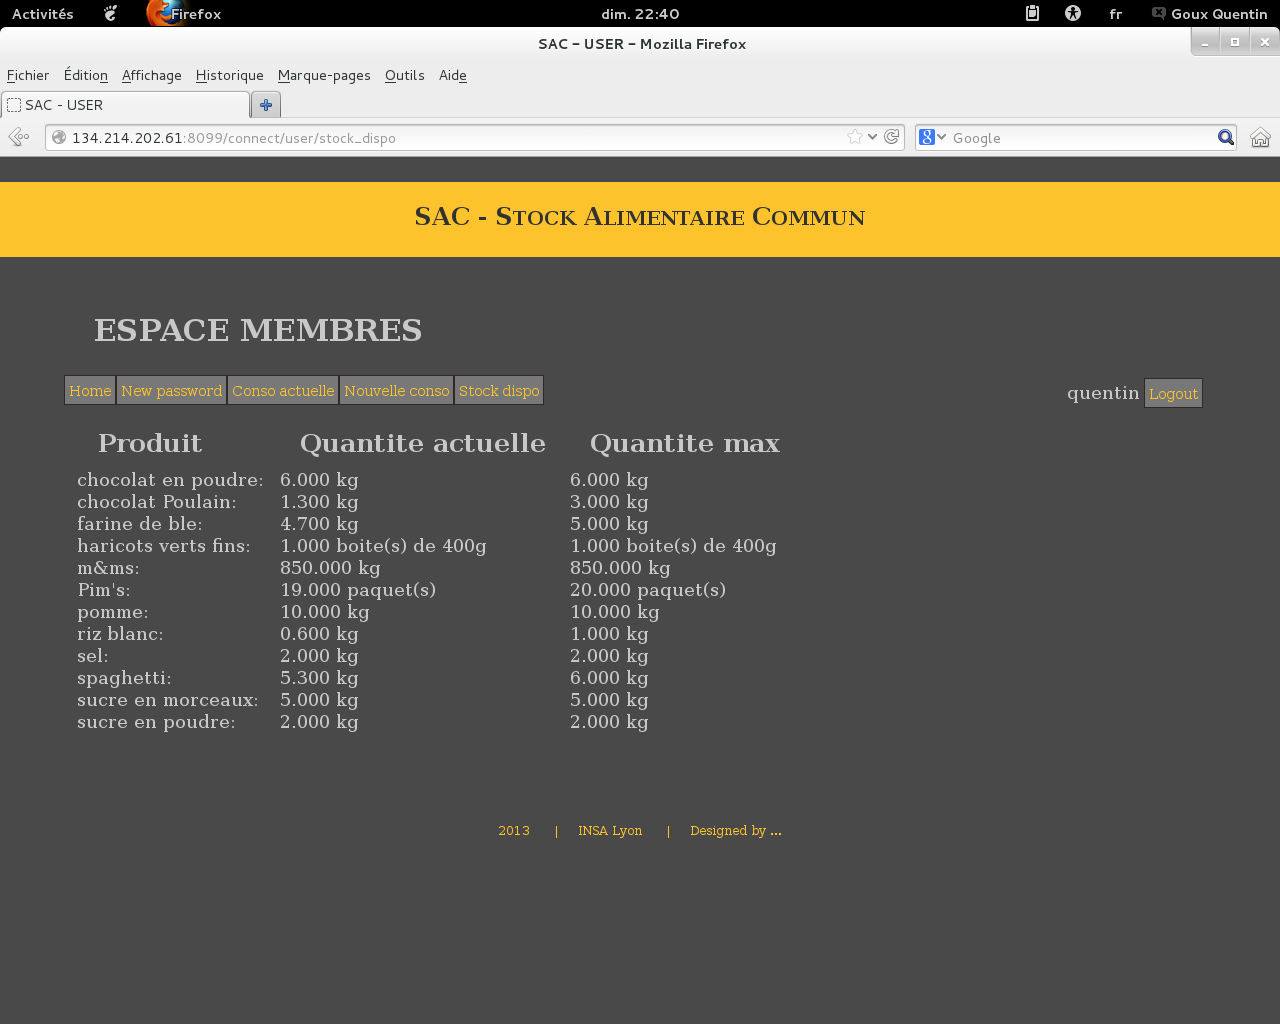 Activités Firefox dim. 22:40 fr Goux Quentin
SAC - USER - Mozilla Firefox
Fichier Édition Affichage Historique Marque-pages Outils Aide
SAC - USER
134.214.202.61:8099/connect/user/stock_dispo Google
SAC - Stock Alimentaire Commun
ESPACE MEMBRES
Home New password Conso actuelle Nouvelle conso Stock dispo quentin Logout
Produit Quantite actuelle Quantite max
chocolat en poudre: 6.000 kg 6.000 kg
chocolat Poulain: 1.300 kg 3.000 kg
farine de ble: 4.700 kg 5.000 kg
haricots verts fins: 1.000 boite(s) de 400g 1.000 boite(s) de 400g
m&ms: 850.000 kg 850.000 kg
Pim's: 19.000 paquet(s) 20.000 paquet(s)
pomme: 10.000 kg 10.000 kg
riz blanc: 0.600 kg 1.000 kg
sel: 2.000 kg 2.000 kg
spaghetti: 5.300 kg 6.000 kg
sucre en morceaux: 5.000 kg 5.000 kg
sucre en poudre: 2.000 kg 2.000 kg
2013 | INSA Lyon | Designed by ...